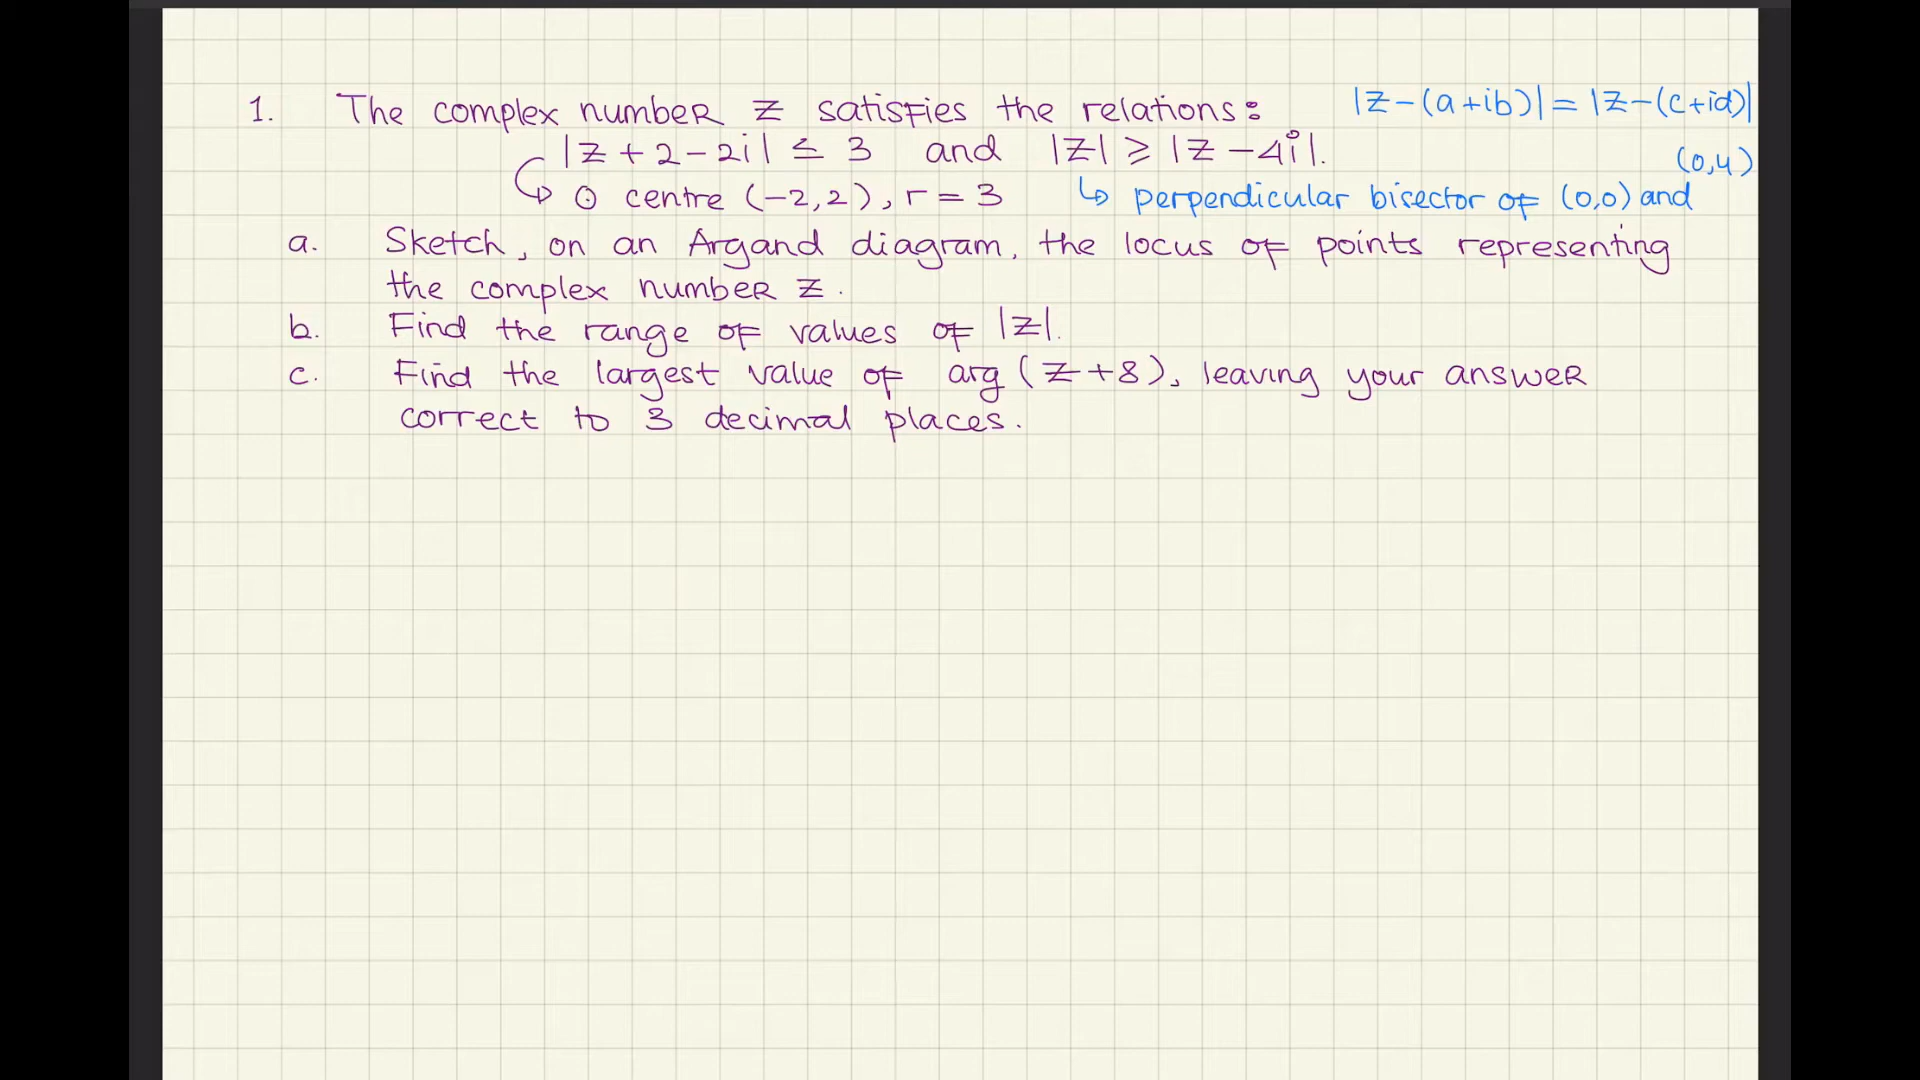 1. The complex number z satisfies the relations: |z-(a+ib)|=|z-(c+id)|
|z+2-2i| ≤ 3 and |z| ⩾ |z-4i|. (0,4)
↪ ⊙ centre (-2,2), r=3 ↳ perpendicular bisector of (0,0) and
a. Sketch, on an Argand diagram, the locus of points representing
the complex number z.
b. Find the range of values of |z|.
c. Find the largest value of arg (z+8), leaving your answer
correct to 3 decimal places.